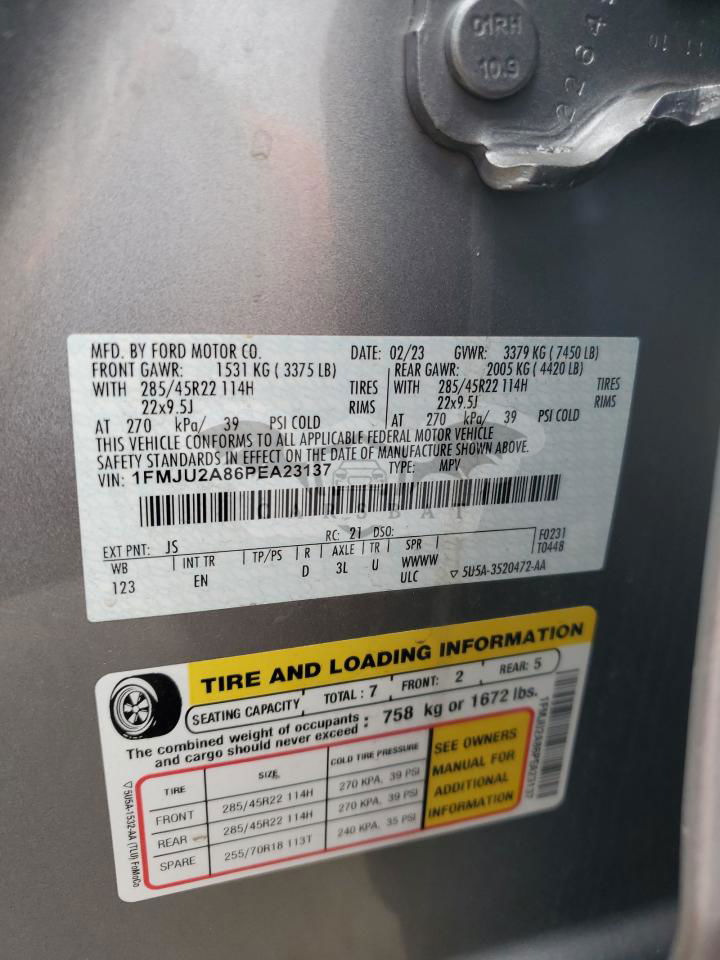 01RH
10.9
MFD. BY FORD MOTOR CO. DATE: 02/23 GVWR: 3379 KG ( 7450 LB)
FRONT GAWR: 1531 KG ( 3375 LB) REAR GAWR: 2005 KG ( 4420 LB)
WITH 285/45R22 114H TIRES WITH 285/45R22 114H TIRES
22x9.5J RIMS 22x9.5J RIMS
AT 270 kPa/ 39 PSI COLD AT 270 kPa/ 39 PSI COLD
THIS VEHICLE CONFORMS TO ALL APPLICABLE FEDERAL MOTOR VEHICLE
SAFETY STANDARDS IN EFFECT ON THE DATE OF MANUFACTURE SHOWN ABOVE.
VIN: 1FMJU2A86PEA23137 TYPE: MPV
CARSBAT
EXT PNT: JS RC: 21 DSO: F0231
WB INT TR TP/PS R AXLE TR SPR T0448
123 EN D 3L U WWWW
ULC ▽ 5U5A-3520472-AA
TIRE AND LOADING INFORMATION
SEATING CAPACITY TOTAL : 7 FRONT: 2 REAR: 5
The combined weight of occupants and cargo should never exceed : 758 kg or 1672 lbs.
TIRE SIZE COLD TIRE PRESSURE
FRONT 285/45R22 114H 270 KPA, 39 PSI
REAR 285/45R22 114H 270 KPA, 39 PSI
SPARE 255/70R18 113T 240 KPA, 35 PSI
SEE OWNERS
MANUAL FOR
ADDITIONAL
INFORMATION
▽ 5U5A-1532-AA (TLU) FoMoCo